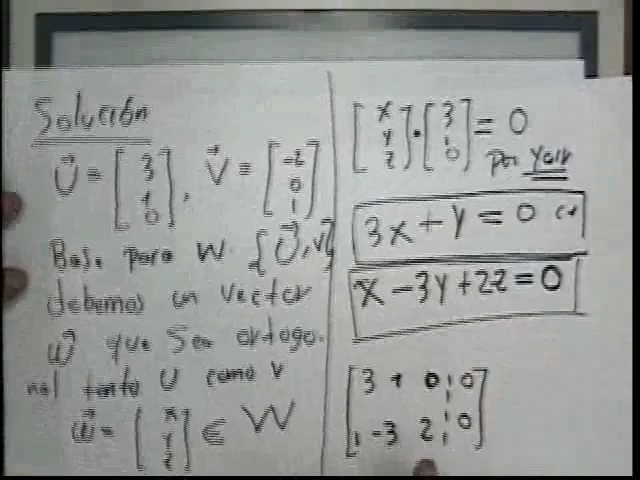 Solución
U = [3 1 0], V = [-2 0 1]
Base para W {U, V}
debemos un vector
w que sea ortogo-
nal tanto U como V
w = [x y z] ∈ W
[x y z] · [3 1 0] = 0
por
3x + y = 0
x - 3y + 2z = 0
[3 1 0 ¦ 0
1 -3 2 ¦ 0]